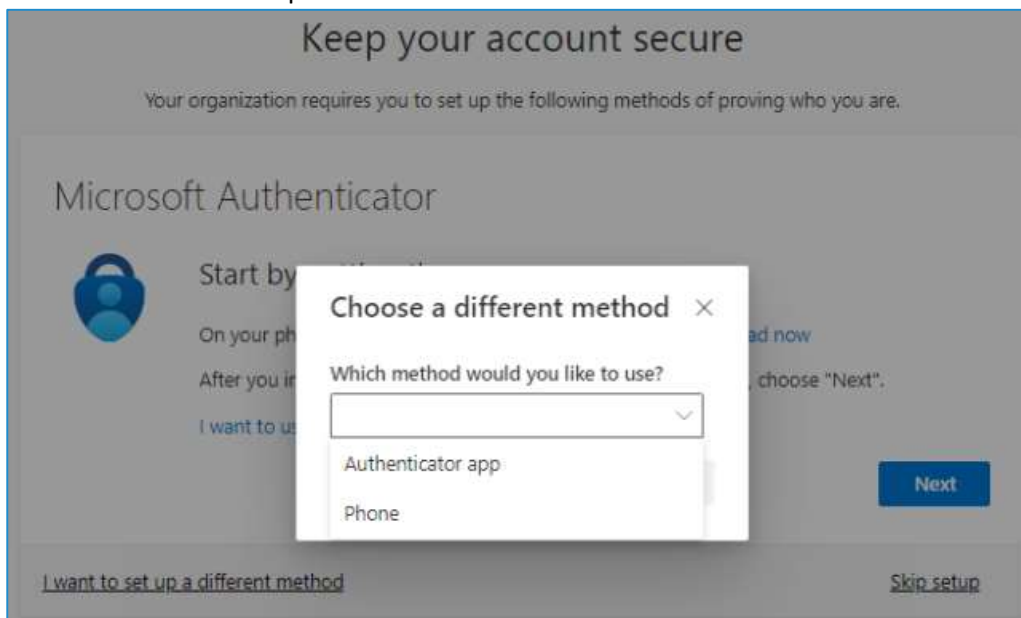 Keep your account secure
Your organization requires you to set up the following methods of proving who you are.
Microsoft Authenticator
Start by
Choose a different method
On your ph
ad now
Which method would you like to use?
After you in
, choose "Next".
I want to us
Authenticator app
Next
Phone
I want to set up a different method
Skip setup